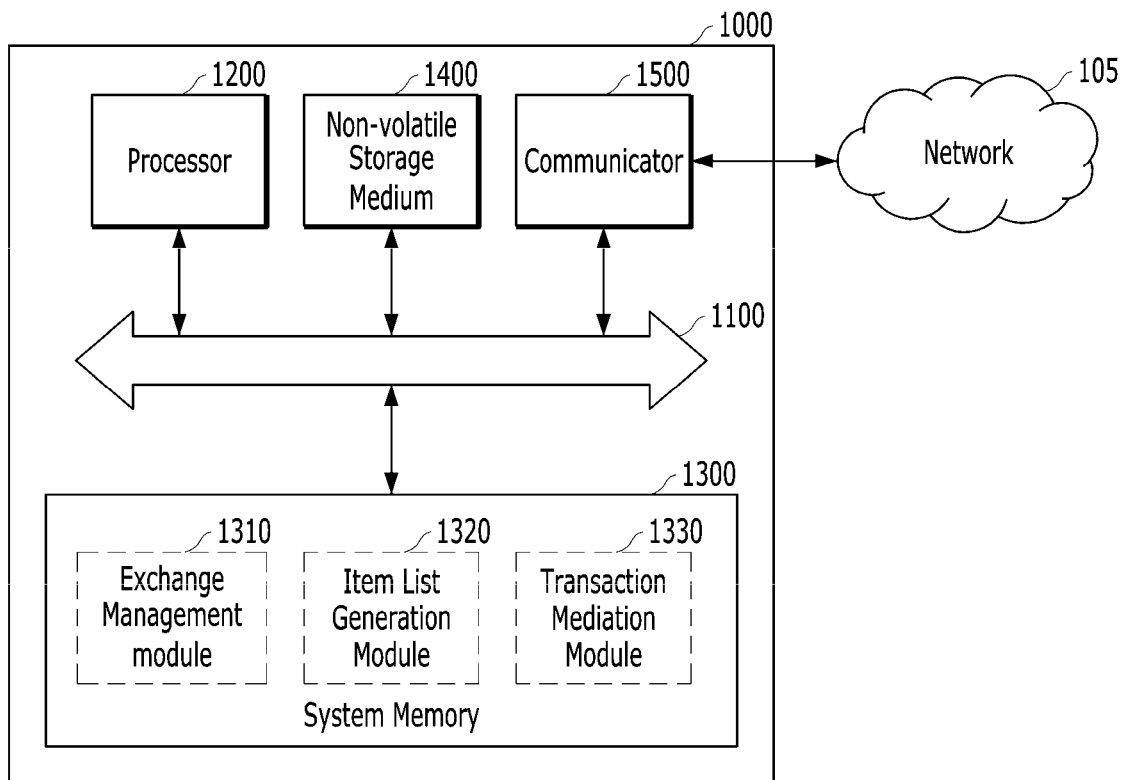 1000
1200
1400
1500
105
Processor
Non-volatile
Storage
Medium
Communicator
Network
1100
1300
1310
1320
1330
Exchange
Management
module
Item List
Generation
Module
Transaction
Mediation
Module
System Memory